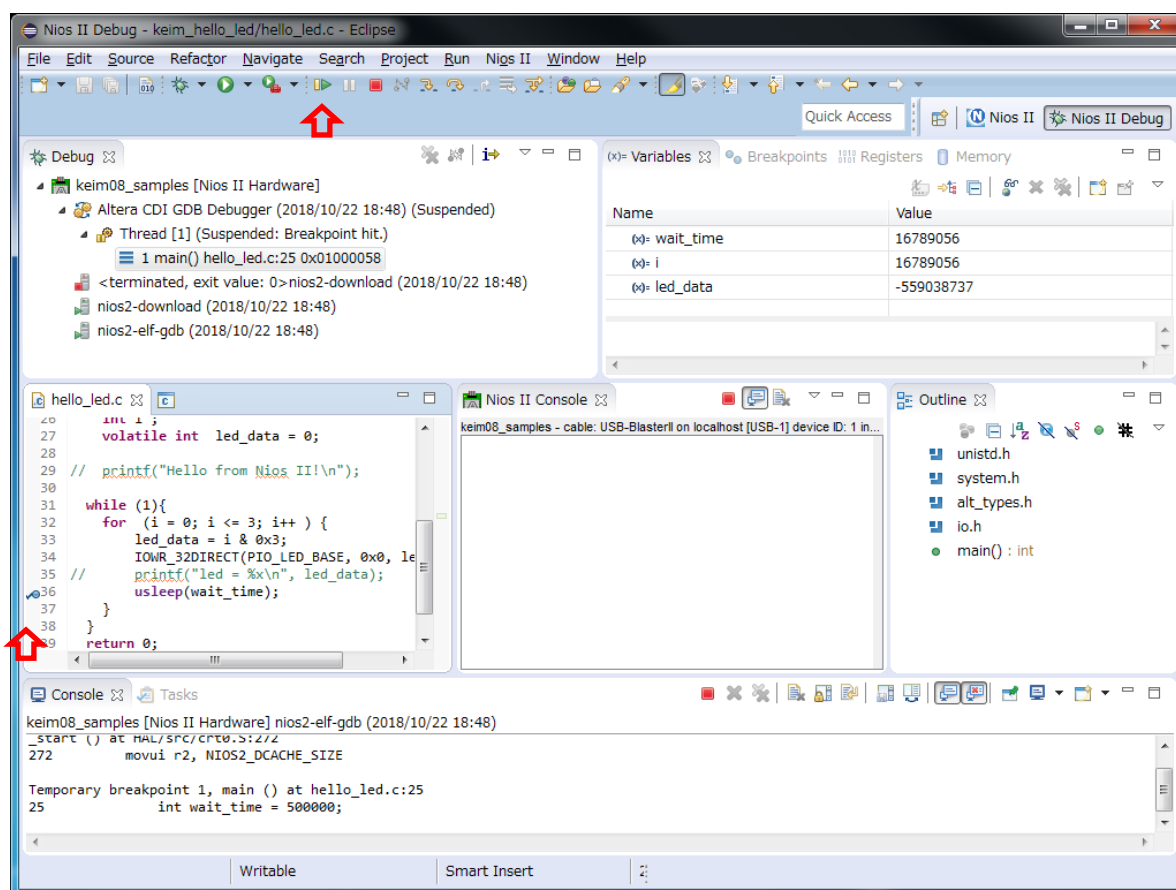 Nios II Debug - keim_hello_led/hello_led.c - Eclipse
File Edit Source Refactor Navigate Search Project Run Nios II Window Help
Quick Access
Nios II
Nios II Debug
Debug
keim08_samples [Nios II Hardware]
Altera CDI GDB Debugger (2018/10/22 18:48) (Suspended)
Thread [1] (Suspended: Breakpoint hit.)
1 main() hello_led.c:25 0x01000058
<terminated, exit value: 0>nios2-download (2018/10/22 18:48)
nios2-download (2018/10/22 18:48)
nios2-elf-gdb (2018/10/22 18:48)
(x)= Variables Breakpoints Registers Memory
Name Value
(x)= wait_time 16789056
(x)= i 16789056
(x)= led_data -559038737
hello_led.c
26 int i ;
27 volatile int led_data = 0;
28
29 // printf("Hello from Nios II!\n");
30
31 while (1){
32 for (i = 0; i <= 3; i++ ) {
33 led_data = i & 0x3;
34 IOWR_32DIRECT(PIO_LED_BASE, 0x0, le
35 // printf("led = %x\n", led_data);
36 usleep(wait_time);
37 }
38 }
39 return 0;
Nios II Console
keim08_samples - cable: USB-BlasterII on localhost [USB-1] device ID: 1 in...
Outline
unistd.h
system.h
alt_types.h
io.h
main() : int
Console Tasks
keim08_samples [Nios II Hardware] nios2-elf-gdb (2018/10/22 18:48)
_start () at HAL/src/crt0.S:272
272 movui r2, NIOS2_DCACHE_SIZE
Temporary breakpoint 1, main () at hello_led.c:25
25 int wait_time = 500000;
Writable Smart Insert